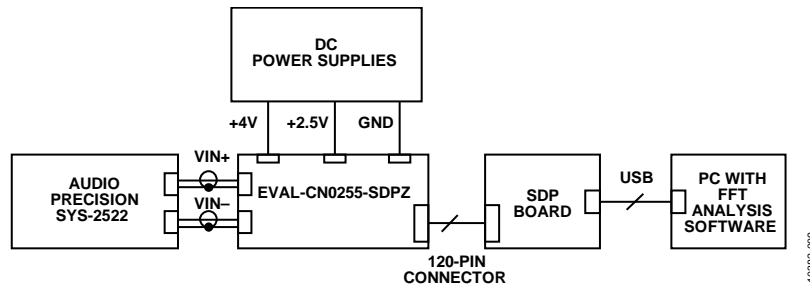 DC
POWER SUPPLIES
+4V
+2.5V
GND
VIN+
VIN–
AUDIO
PRECISION
SYS-2522
EVAL-CN0255-SDPZ
120-PIN
CONNECTOR
SDP
BOARD
USB
PC WITH
FFT
ANALYSIS
SOFTWARE